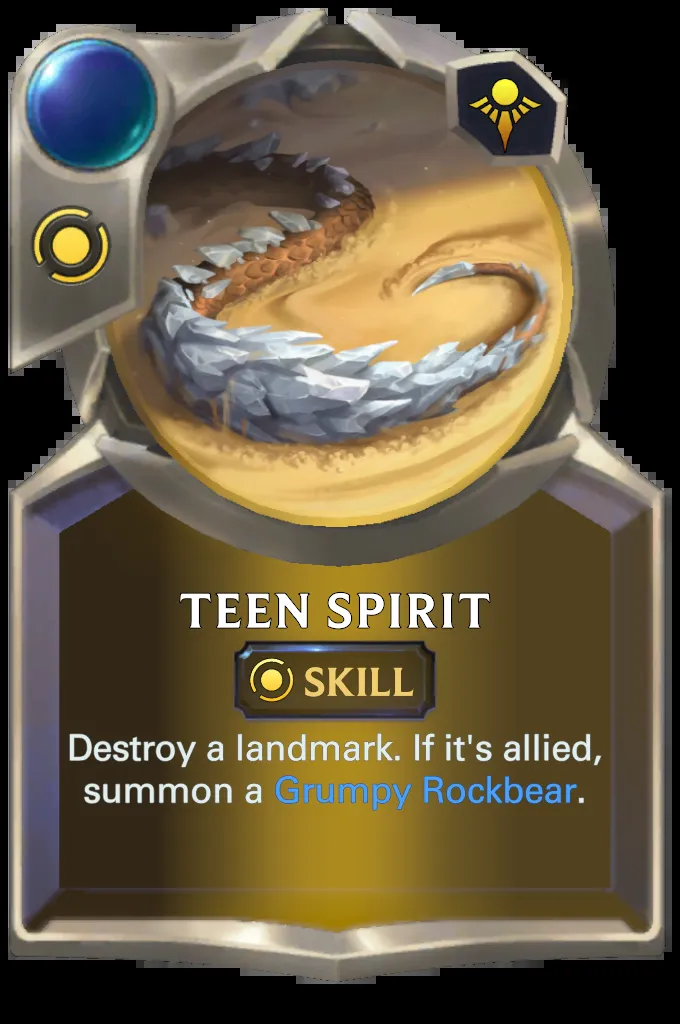 TEEN SPIRIT
SKILL
Destroy a landmark. If it's allied,
summon a Grumpy Rockbear.